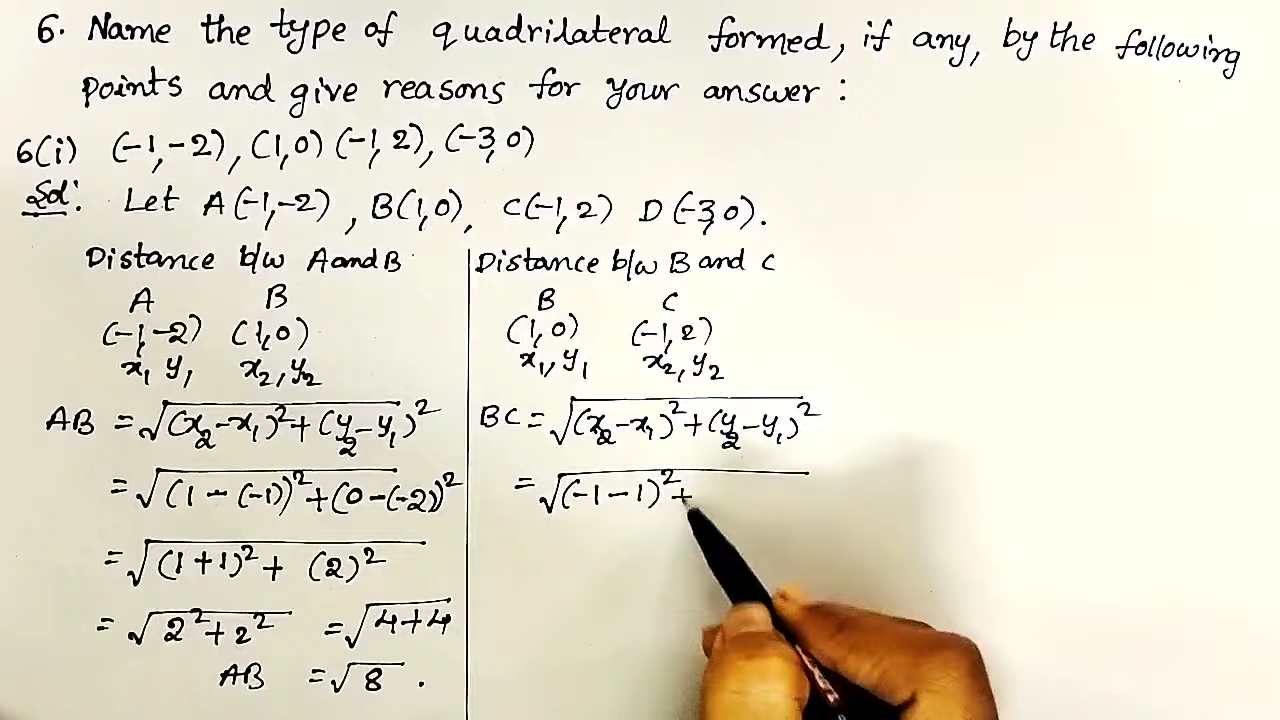 6. Name the type of quadrilateral formed, if any, by the following
points and give reasons for your answer :
6(i) (-1,-2), (1,0) (-1,2), (-3,0)
Sol: Let A(-1,-2) , B(1,0), C(-1,2) D(-3,0).
Distance b/w A and B.
A B
(-1,-2) (1,0)
x₁ y₁ x₂, y₂
AB = √(x₂-x₁)²+(y₂-y₁)²
= √(1-(-1))²+(0-(-2)²
= √(1+1)²+ (2)²
= √2²+2² = √4+4
AB = √8 .
Distance b/w B and C
B C
(1,0) (-1,2)
x₁, y₁ x₂, y₂
BC = √(x₂-x₁)²+(y₂-y₁)²
= √(-1-1)²+